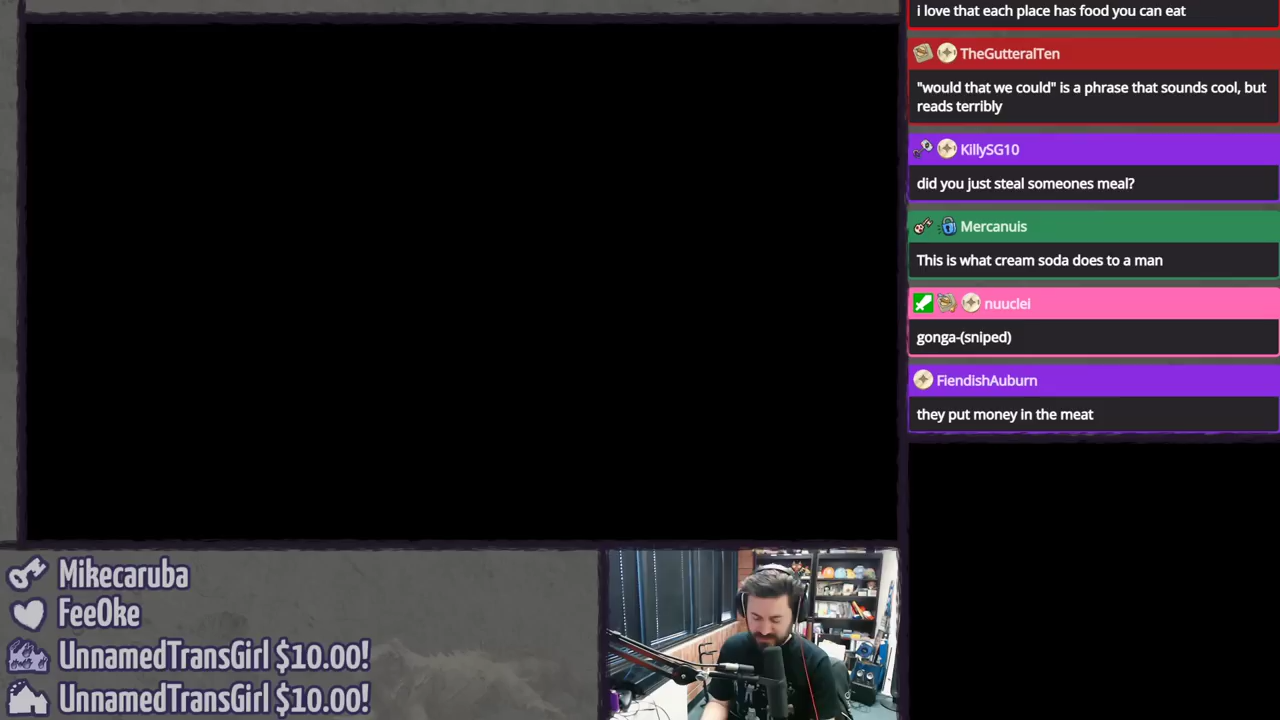 i love that each place has food you can eat
TheGutteralTen
"would that we could" is a phrase that sounds cool, but
reads terribly
KillySG10
did you just steal someones meal?
Mercanuis
This is what cream soda does to a man
nuuclei
gonga-(sniped)
FiendishAuburn
they put money in the meat
Mikecaruba
FeeOke
UnnamedTransGirl $10.00!
UnnamedTransGirl $10.00!